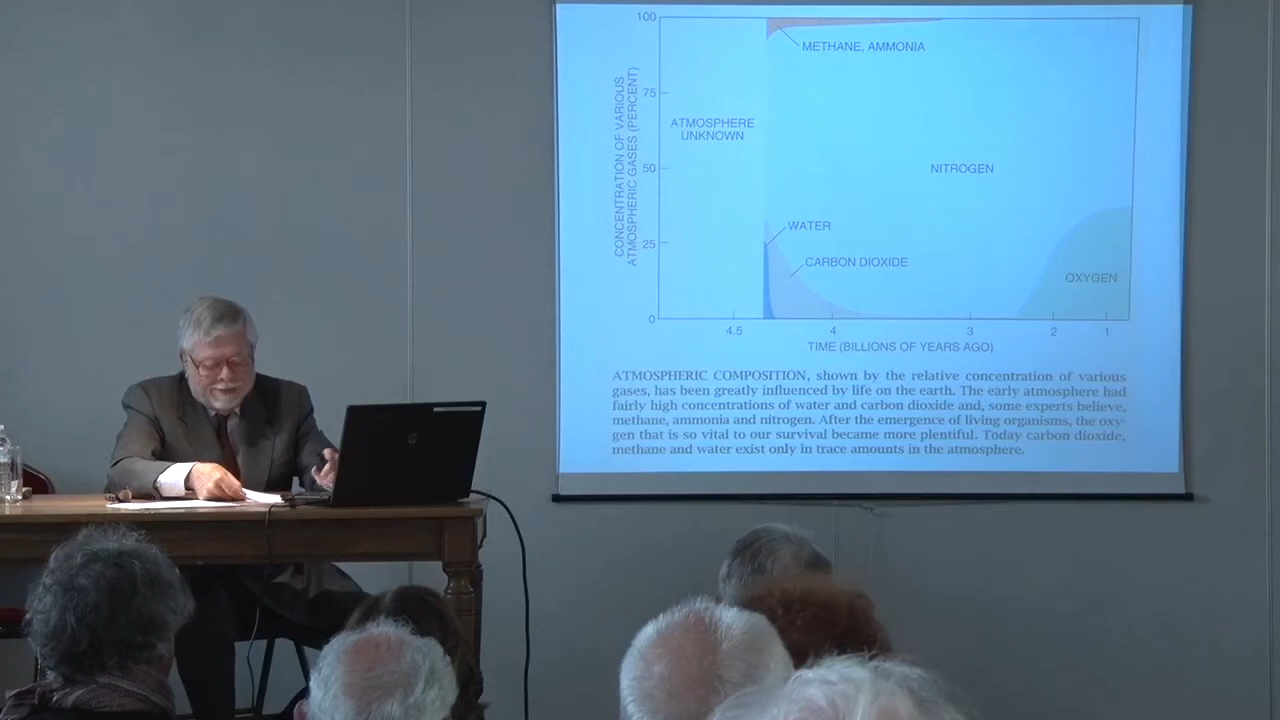 100
METHANE, AMMONIA
75
CONCENTRATION OF VARIOUS
ATMOSPHERIC GASES (PERCENT)
ATMOSPHERE
UNKNOWN
50
NITROGEN
25
WATER
CARBON DIOXIDE
OXYGEN
0
4.5 4 3 2 1
TIME (BILLIONS OF YEARS AGO)
ATMOSPHERIC COMPOSITION, shown by the relative concentration of various
gases, has been greatly influenced by life on the earth. The early atmosphere had
fairly high concentrations of water and carbon dioxide and, some experts believe,
methane, ammonia and nitrogen. After the emergence of living organisms, the oxy-
gen that is so vital to our survival became more plentiful. Today carbon dioxide,
methane and water exist only in trace amounts in the atmosphere.